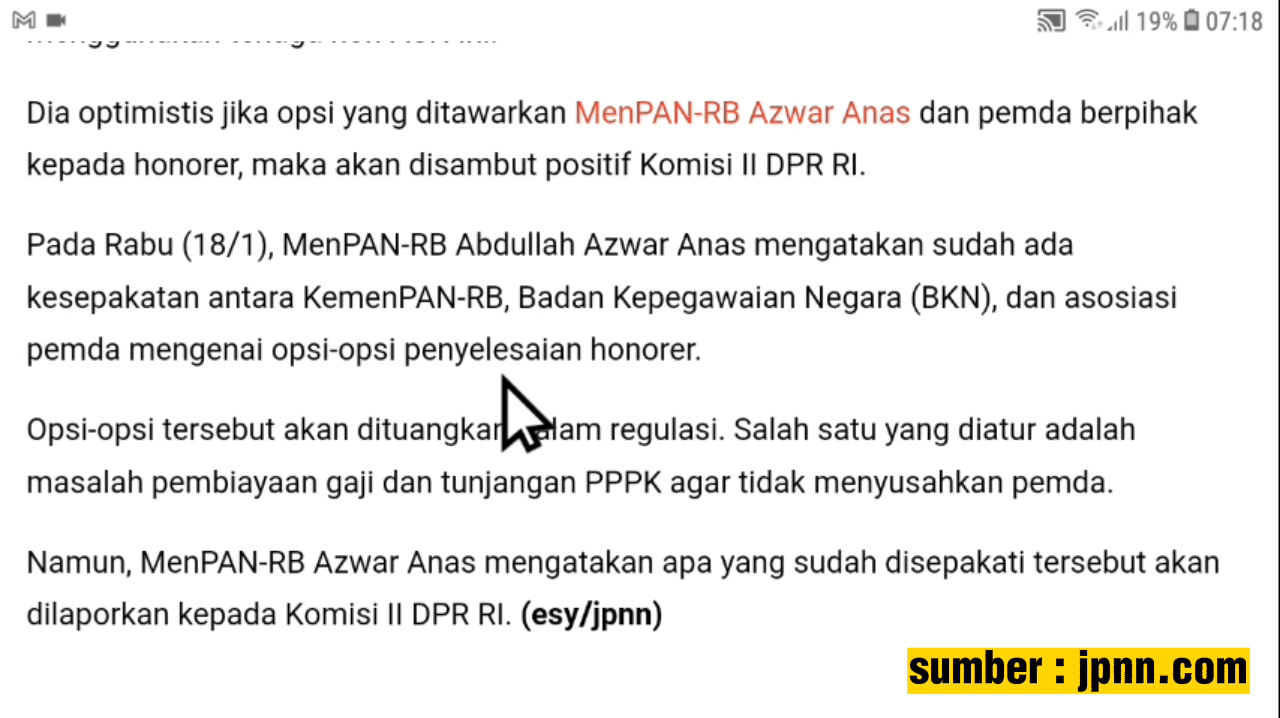 19% 07:18
Dia optimistis jika opsi yang ditawarkan MenPAN-RB Azwar Anas dan pemda berpihak
kepada honorer, maka akan disambut positif Komisi II DPR RI.
Pada Rabu (18/1), MenPAN-RB Abdullah Azwar Anas mengatakan sudah ada
kesepakatan antara KemenPAN-RB, Badan Kepegawaian Negara (BKN), dan asosiasi
pemda mengenai opsi-opsi penyelesaian honorer.
Opsi-opsi tersebut akan dituangkan dalam regulasi. Salah satu yang diatur adalah
masalah pembiayaan gaji dan tunjangan PPPK agar tidak menyusahkan pemda.
Namun, MenPAN-RB Azwar Anas mengatakan apa yang sudah disepakati tersebut akan
dilaporkan kepada Komisi II DPR RI. (esy/jpnn)
sumber : jpnn.com